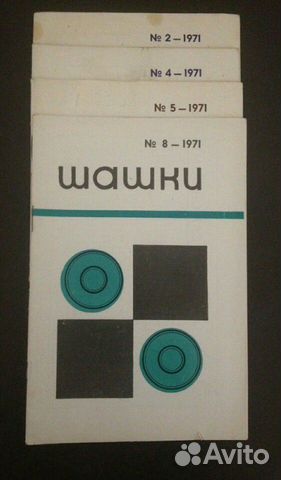 № 2 — 1971
№ 4 — 1971
№ 5 — 1971
№ 8 — 1971
шашки
Avito